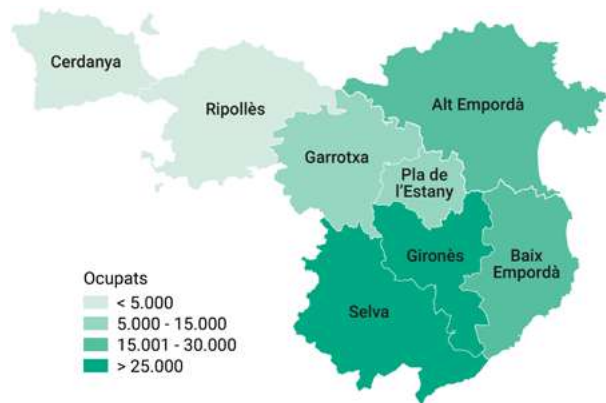 Cerdanya
Ripollès
Alt Empordà
Garrotxa
Pla de
l'Estany
Gironès
Baix
Empordà
Selva
Ocupats
< 5.000
5.000 - 15.000
15.001 - 30.000
> 25.000